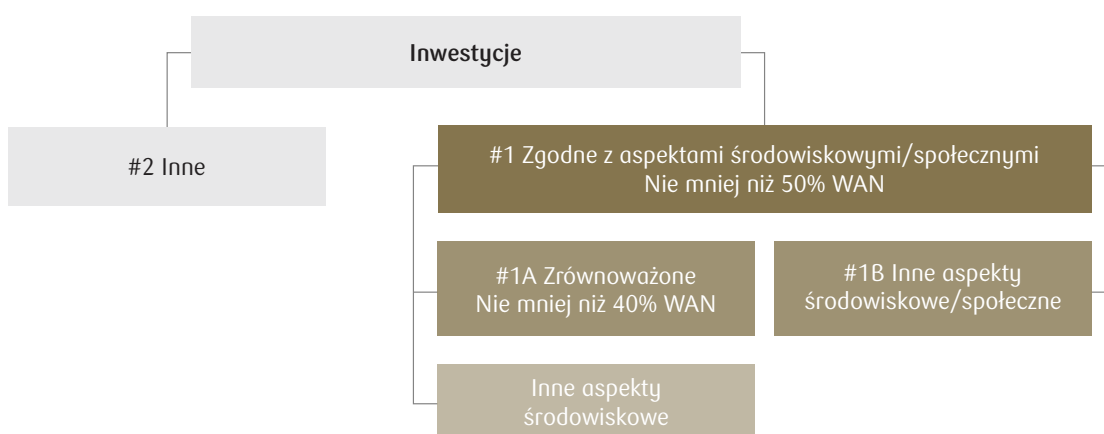 Inwestycje
#2 Inne
#1 Zgodne z aspektami środowiskowymi/społecznymi
Nie mniej niż 50% WAN
#1A Zrównoważone
Nie mniej niż 40% WAN
#1B Inne aspekty
środowiskowe/społeczne
Inne aspekty
środowiskowe